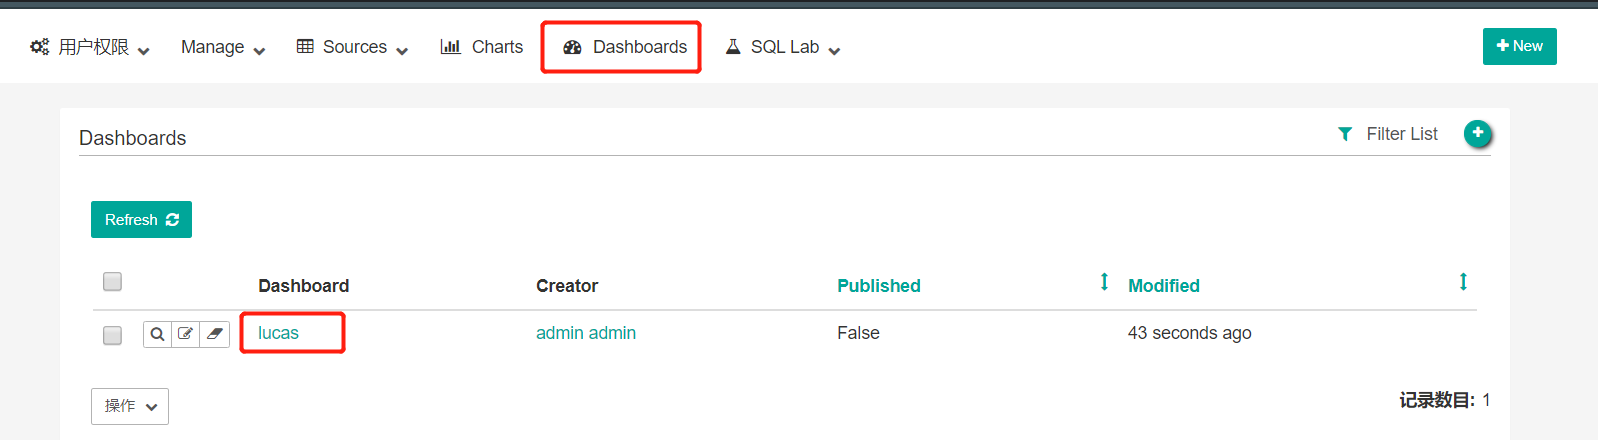 用户权限 Manage Sources Charts Dashboards SQL Lab New
Dashboards Filter List
Refresh
Dashboard Creator Published Modified
lucas admin admin False 43 seconds ago
操作 记录数目: 1